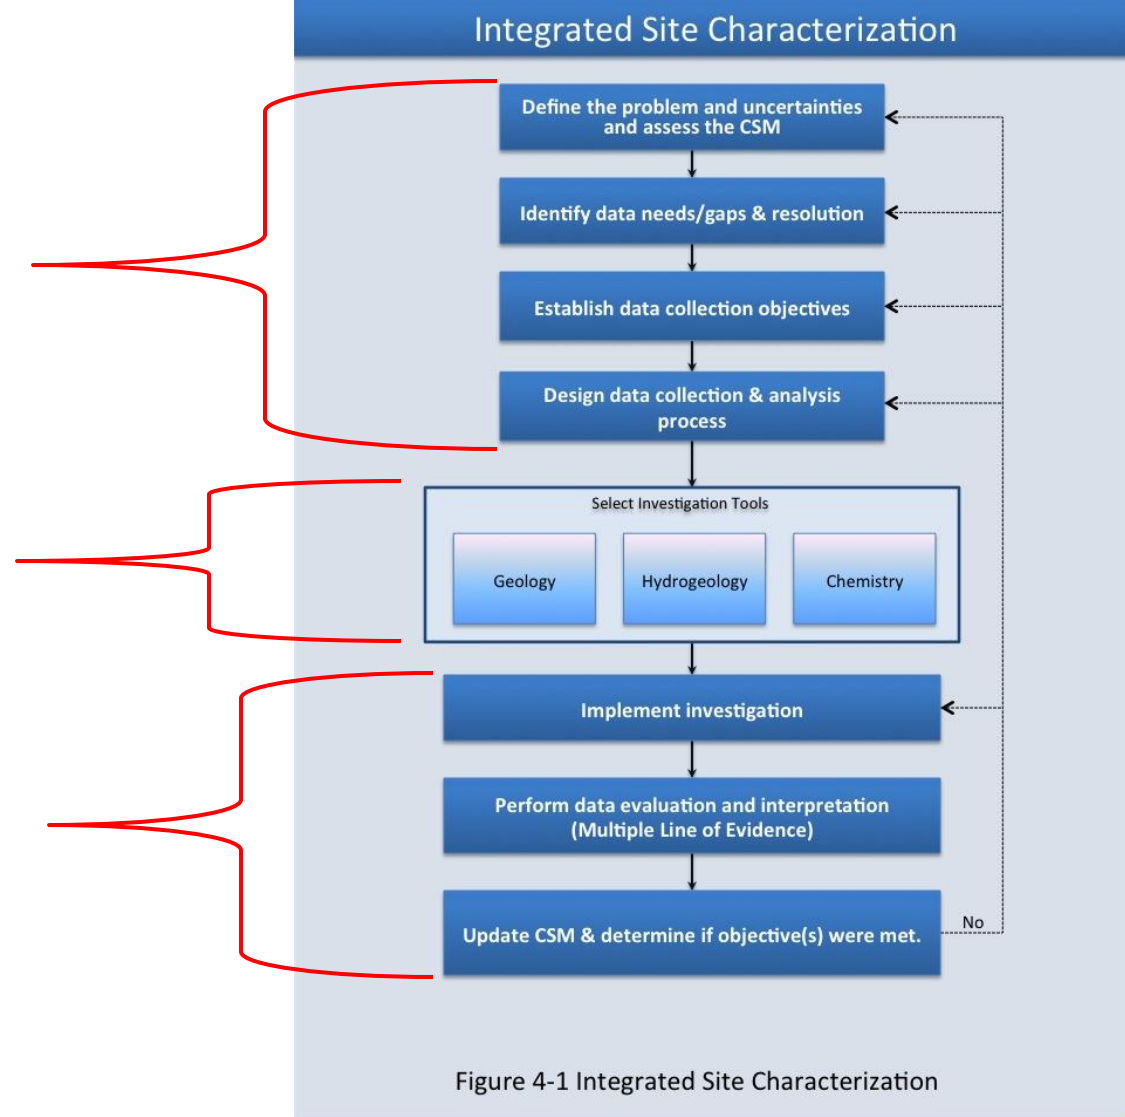 Integrated Site Characterization
Define the problem and uncertainties
and assess the CSM
Identify data needs/gaps & resolution
Establish data collection objectives
Design data collection & analysis
process
Select Investigation Tools
Geology
Hydrogeology
Chemistry
Implement investigation
Perform data evaluation and interpretation
(Multiple Line of Evidence)
Update CSM & determine if objective(s) were met.
No
Figure 4-1 Integrated Site Characterization